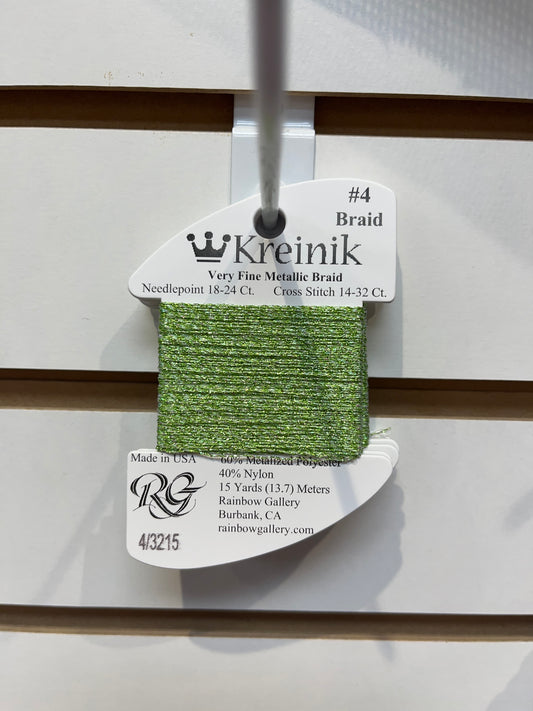 #4
Braid
Kreinik
Very Fine Metallic Braid
Needlepoint 18-24 Ct. Cross Stitch 14-32 Ct.
Made in USA
60% Metalized Polyester
40% Nylon
15 Yards (13.7) Meters
Rainbow Gallery
Burbank, CA
rainbowgallery.com
RG
4/3215